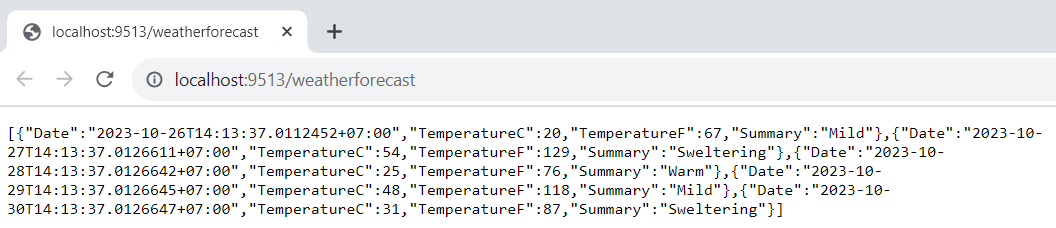 localhost:9513/weatherforecast
localhost:9513/weatherforecast
[{"Date":"2023-10-26T14:13:37.0112452+07:00","TemperatureC":20,"TemperatureF":67,"Summary":"Mild"},{"Date":"2023-10-
27T14:13:37.0126611+07:00","TemperatureC":54,"TemperatureF":129,"Summary":"Sweltering"},{"Date":"2023-10-
28T14:13:37.0126642+07:00","TemperatureC":25,"TemperatureF":76,"Summary":"Warm"},{"Date":"2023-10-
29T14:13:37.0126645+07:00","TemperatureC":48,"TemperatureF":118,"Summary":"Mild"},{"Date":"2023-10-
30T14:13:37.0126647+07:00","TemperatureC":31,"TemperatureF":87,"Summary":"Sweltering"}]